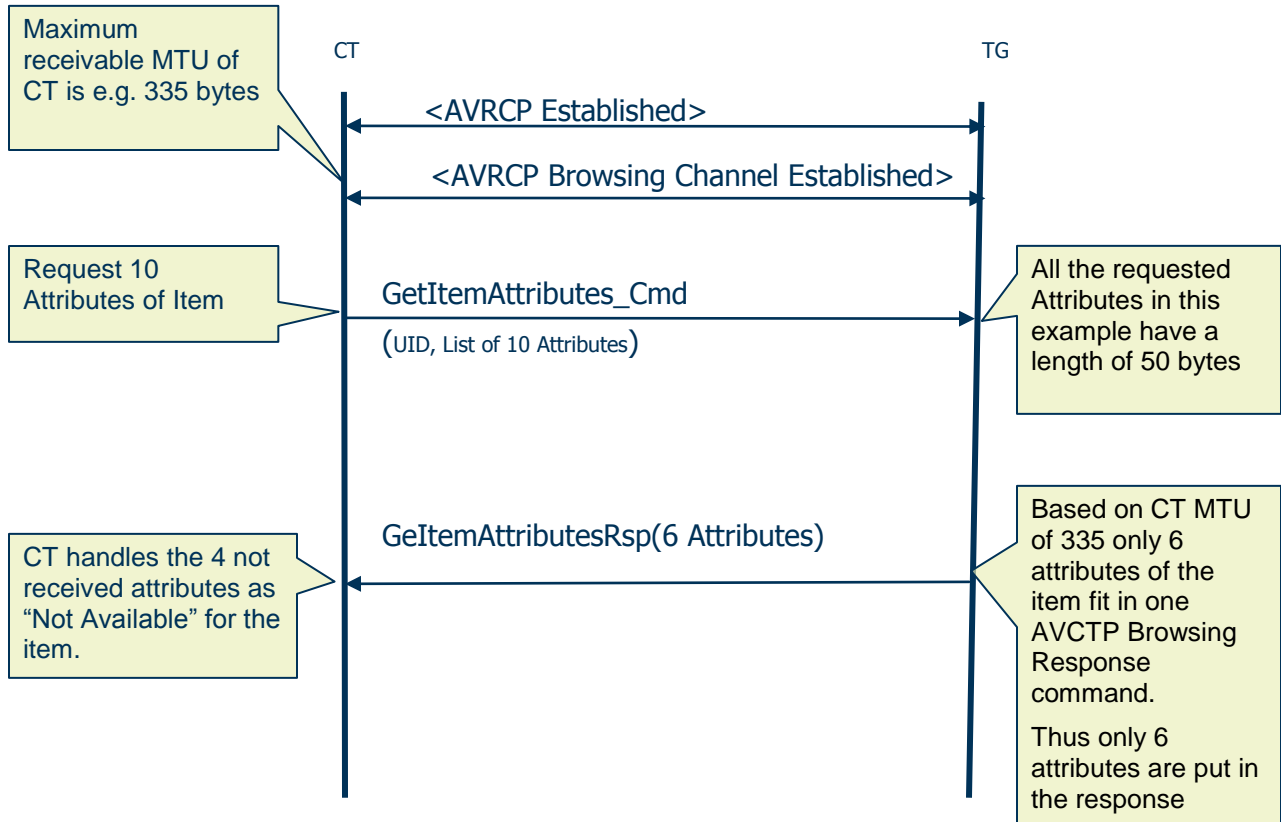 Maximum
receivable MTU of
CT is e.g. 335 bytes
CT
TG
<AVRCP Established>
<AVRCP Browsing Channel Established>
Request 10
Attributes of Item
GetItemAttributes_Cmd
(UID, List of 10 Attributes)
All the requested
Attributes in this
example have a
length of 50 bytes
GeItemAttributesRsp(6 Attributes)
CT handles the 4 not
received attributes as
“Not Available” for the
item.
Based on CT MTU
of 335 only 6
attributes of the
item fit in one
AVCTP Browsing
Response
command.
Thus only 6
attributes are put in
the response